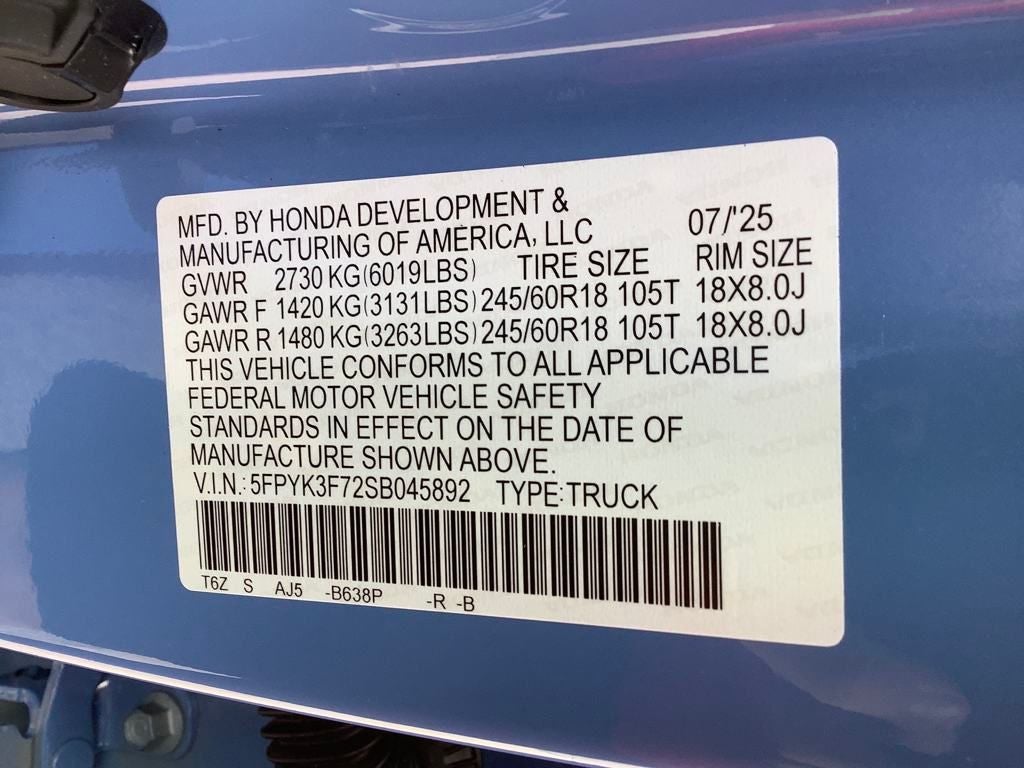 MFD. BY HONDA DEVELOPMENT &
MANUFACTURING OF AMERICA, LLC 07/'25
GVWR 2730 KG(6019LBS) TIRE SIZE RIM SIZE
GAWR F 1420 KG(3131LBS) 245/60R18 105T 18X8.0J
GAWR R 1480 KG(3263LBS) 245/60R18 105T 18X8.0J
THIS VEHICLE CONFORMS TO ALL APPLICABLE
FEDERAL MOTOR VEHICLE SAFETY
STANDARDS IN EFFECT ON THE DATE OF
MANUFACTURE SHOWN ABOVE.
V.I.N.: 5FPYK3F72SB045892 TYPE:TRUCK
T6Z S AJ5 -B638P -R -B